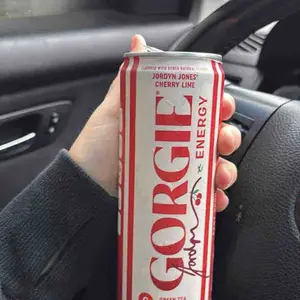 JORDYN JONES'
CHERRY LIME
GORGIE
ENERGY
Jordyn
GREEN TEA